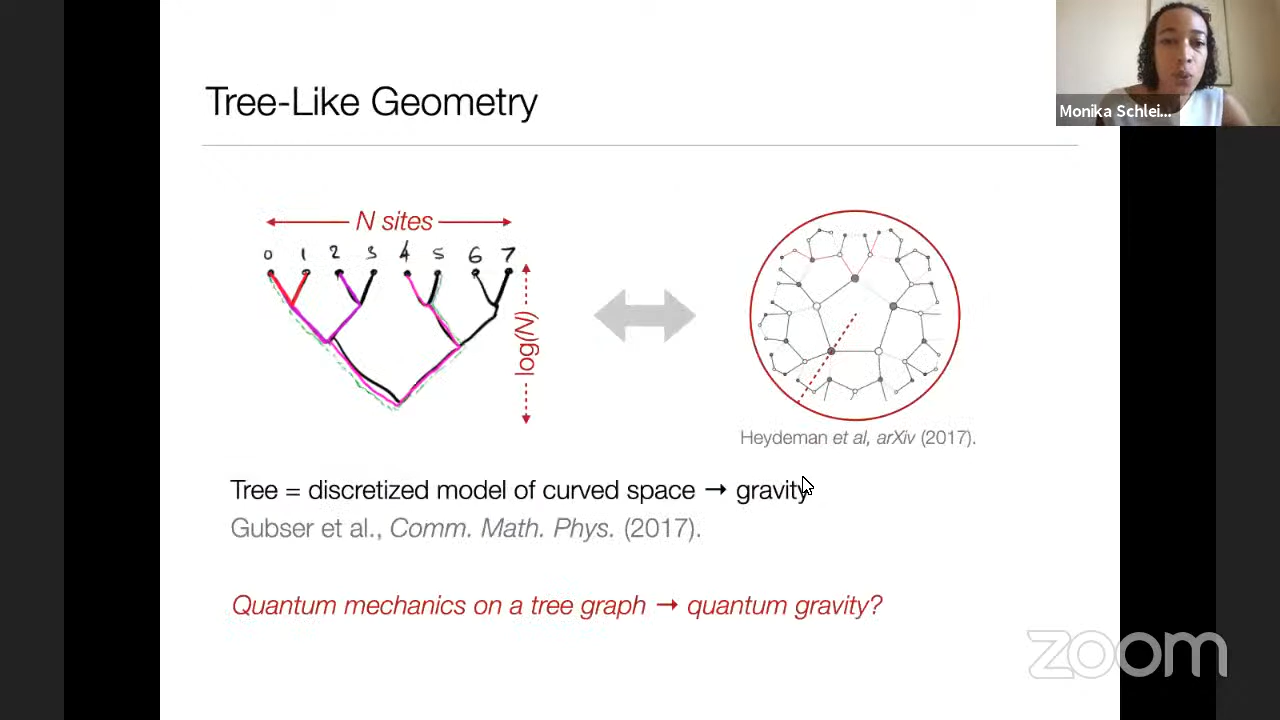 Tree-Like Geometry
Monika Schlei...
N sites
0 1 2 3 4 5 6 7
log(N)
Heydeman et al, arXiv (2017).
Tree = discretized model of curved space → gravity
Gubser et al., Comm. Math. Phys. (2017).
Quantum mechanics on a tree graph → quantum gravity?
zoom